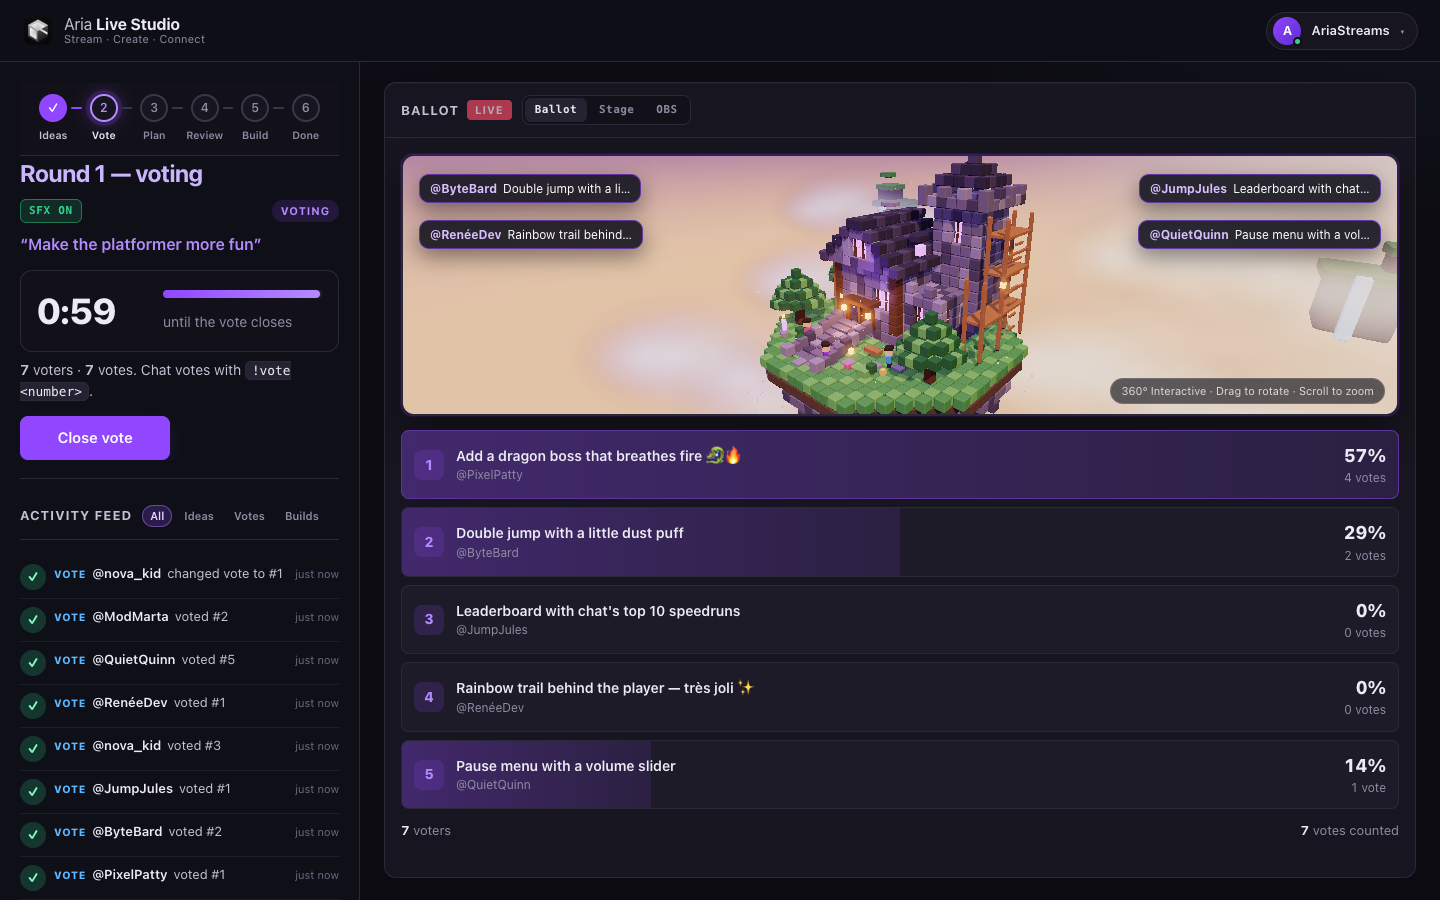 Aria Live Studio
Stream · Create · Connect
A AriaStreams
2 3 4 5 6
Ideas Vote Plan Review Build Done
Round 1 — voting
SFX ON VOTING
“Make the platformer more fun”
0:59
until the vote closes
7 voters · 7 votes. Chat votes with !vote
<number>.
Close vote
ACTIVITY FEED All Ideas Votes Builds
VOTE @nova_kid changed vote to #1 just now
VOTE @ModMarta voted #2 just now
VOTE @QuietQuinn voted #5 just now
VOTE @RenéeDev voted #1 just now
VOTE @nova_kid voted #3 just now
VOTE @JumpJules voted #1 just now
VOTE @ByteBard voted #2 just now
VOTE @PixelPatty voted #1 just now
BALLOT LIVE Ballot Stage OBS
@ByteBard Double jump with a li...
@JumpJules Leaderboard with chat...
@RenéeDev Rainbow trail behind...
@QuietQuinn Pause menu with a vol...
360° Interactive · Drag to rotate · Scroll to zoom
1 Add a dragon boss that breathes fire 🐉🔥 57%
@PixelPatty 4 votes
2 Double jump with a little dust puff 29%
@ByteBard 2 votes
3 Leaderboard with chat's top 10 speedruns 0%
@JumpJules 0 votes
4 Rainbow trail behind the player — très joli ✨ 0%
@RenéeDev 0 votes
5 Pause menu with a volume slider 14%
@QuietQuinn 1 vote
7 voters 7 votes counted